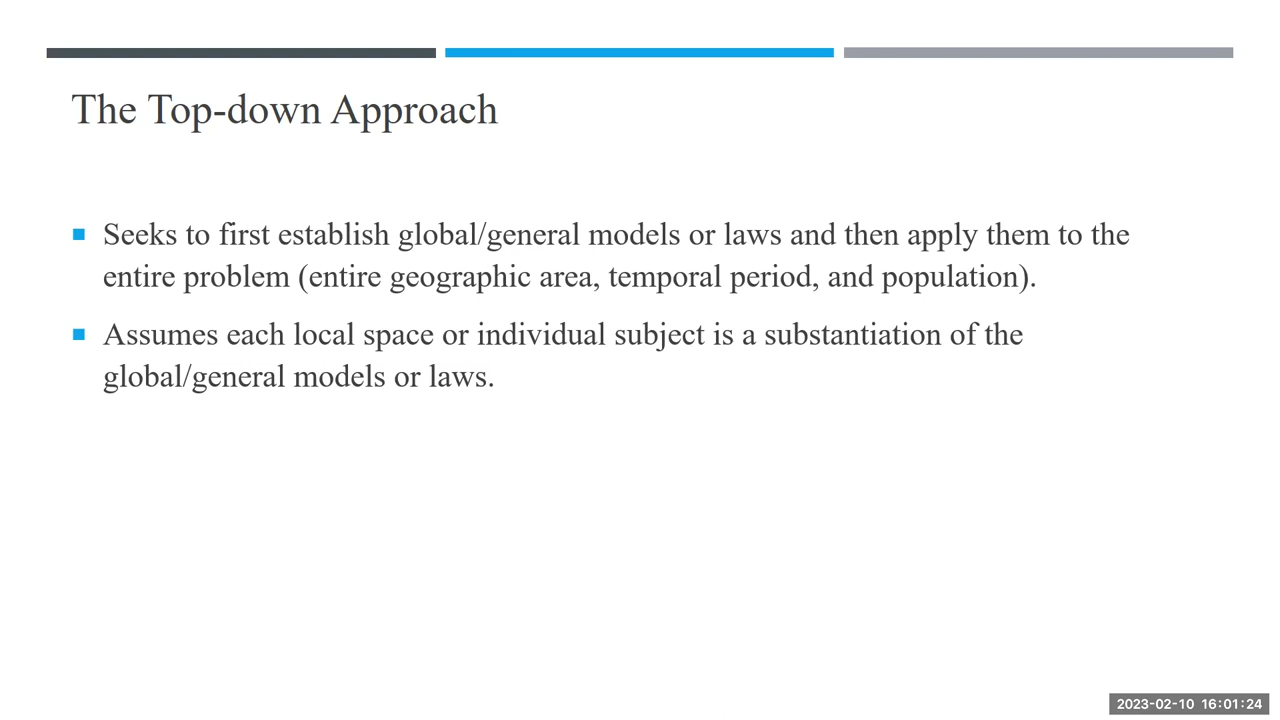 The Top-down Approach
Seeks to first establish global/general models or laws and then apply them to the
entire problem (entire geographic area, temporal period, and population).
Assumes each local space or individual subject is a substantiation of the
global/general models or laws.
2023-02-10 16:01:24